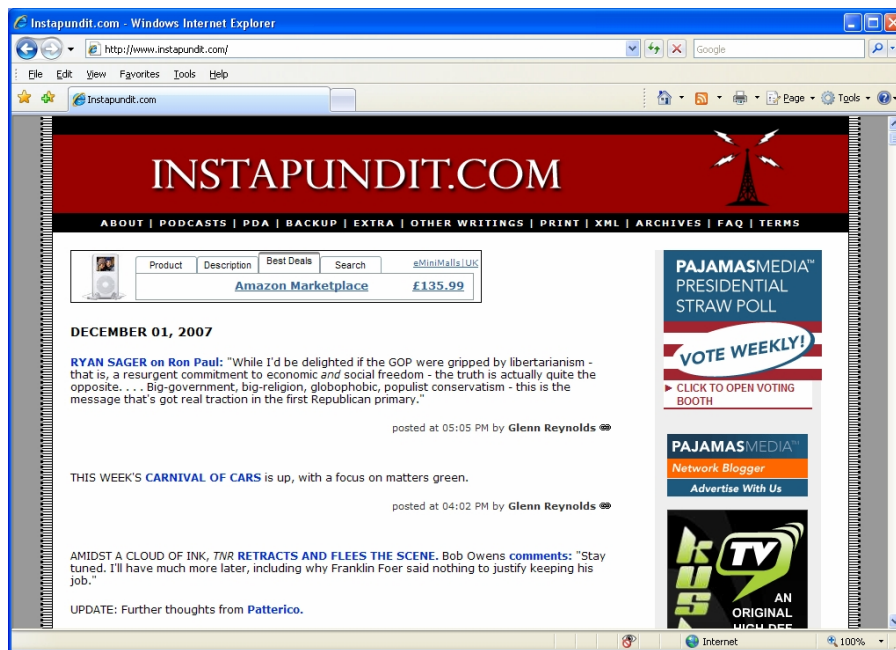 Instapundit.com - Windows Internet Explorer
http://www.instapundit.com/
Google
File Edit View Favorites Tools Help
Instapundit.com
Page Tools
INSTAPUNDIT.COM
ABOUT | PODCASTS | PDA | BACKUP | EXTRA | OTHER WRITINGS | PRINT | XML | ARCHIVES | FAQ | TERMS
Product Description Best Deals Search eMiniMalls|UK
Amazon Marketplace £135.99
DECEMBER 01, 2007
RYAN SAGER on Ron Paul: "While I'd be delighted if the GOP were gripped by libertarianism -
that is, a resurgent commitment to economic and social freedom - the truth is actually quite the
opposite. . . . Big-government, big-religion, globophobic, populist conservatism - this is the
message that's got real traction in the first Republican primary."
posted at 05:05 PM by Glenn Reynolds
THIS WEEK'S CARNIVAL OF CARS is up, with a focus on matters green.
posted at 04:02 PM by Glenn Reynolds
AMIDST A CLOUD OF INK, TNR RETRACTS AND FLEES THE SCENE. Bob Owens comments: "Stay
tuned. I'll have much more later, including why Franklin Foer said nothing to justify keeping his
job."
UPDATE: Further thoughts from Patterico.
PAJAMASMEDIA™
PRESIDENTIAL
STRAW POLL
VOTE WEEKLY!
CLICK TO OPEN VOTING
BOOTH
PAJAMASMEDIA™
Network Blogger
Advertise With Us
kus
TV
AN
ORIGINAL
HIGH DEF
Internet
100%